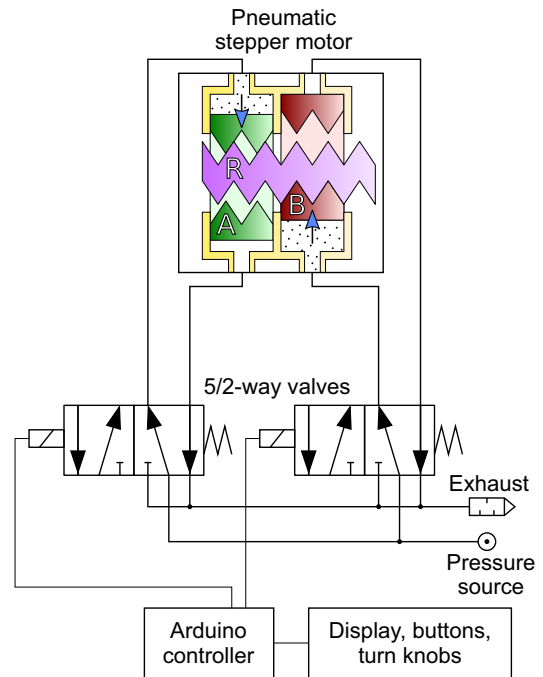 Pneumatic
stepper motor
R
B
A
5/2-way valves
Exhaust
Pressure
source
Arduino
controller
Display, buttons,
turn knobs